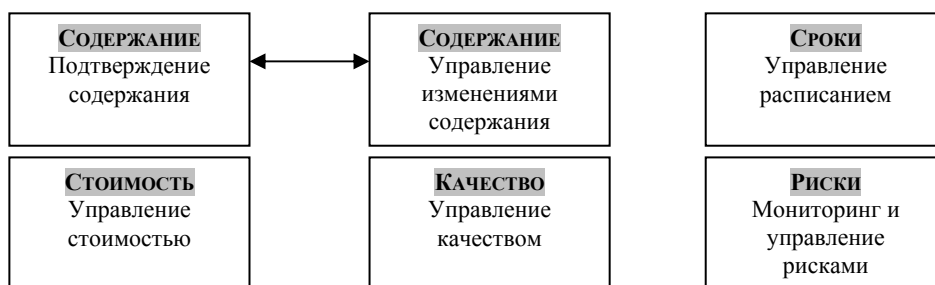 СОДЕРЖАНИЕ
Подтверждение
содержания
СОДЕРЖАНИЕ
Управление
изменениями
содержания
СРОКИ
Управление
расписанием
СТОИМОСТЬ
Управление
стоимостью
КАЧЕСТВО
Управление
качеством
РИСКИ
Мониторинг и
управление
рисками